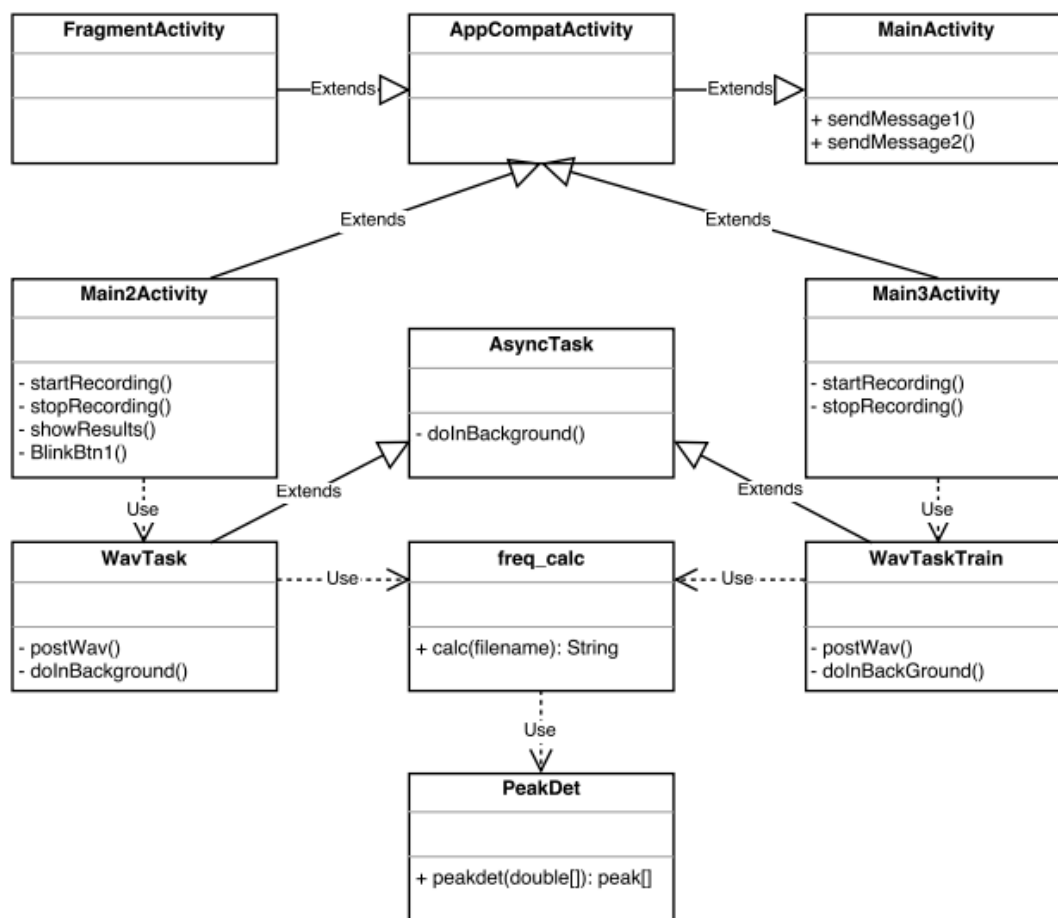 FragmentActivity
Extends
AppCompatActivity
Extends
MainActivity
+ sendMessage1()
+ sendMessage2()
Extends
Extends
Main2Activity
- startRecording()
- stopRecording()
- showResults()
- BlinkBtn1()
AsyncTask
- doInBackground()
Main3Activity
- startRecording()
- stopRecording()
Use
Extends
Extends
Use
WavTask
- postWav()
- doInBackground()
Use
freq_calc
+ calc(filename): String
Use
WavTaskTrain
- postWav()
- doInBackGround()
Use
PeakDet
+ peakdet(double[]): peak[]